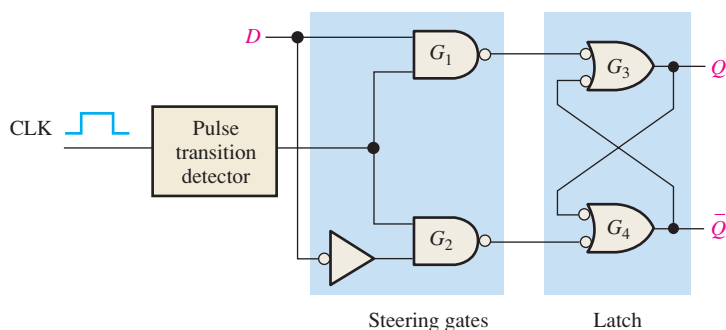 D
G1
G3
Q
CLK
Pulse
transition
detector
G2
G4
Q̄
Steering gates
Latch